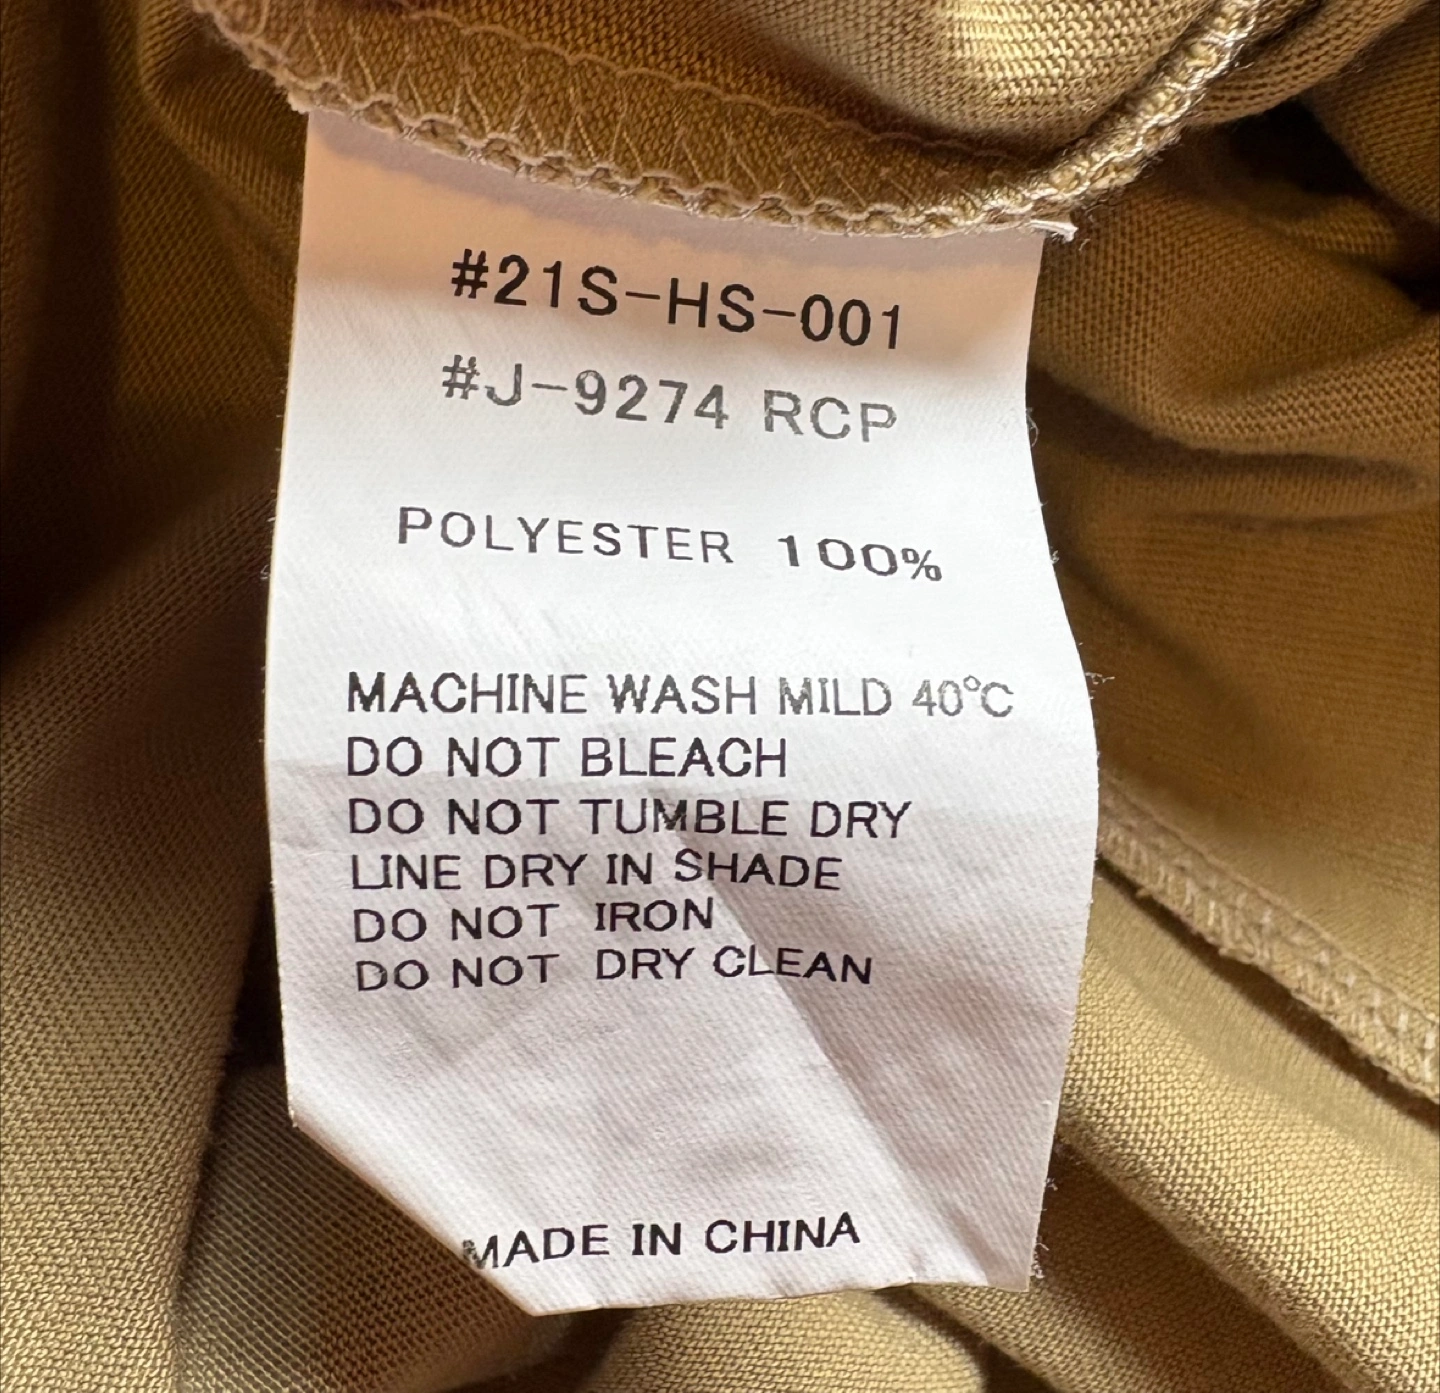 #21S-HS-001
#J-9274 RCP
POLYESTER 100%
MACHINE WASH MILD 40°C
DO NOT BLEACH
DO NOT TUMBLE DRY
LINE DRY IN SHADE
DO NOT IRON
DO NOT DRY CLEAN
MADE IN CHINA